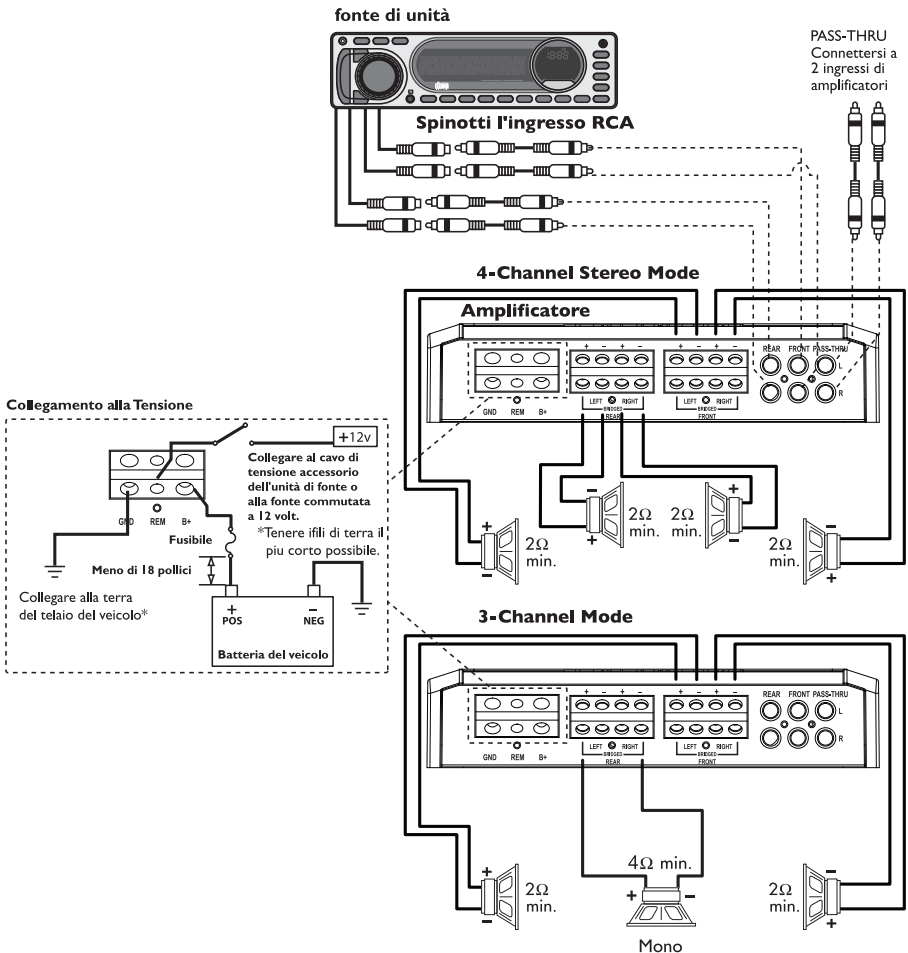 fonte di unità
PASS-THRU
Connettersi a
2 ingressi di
amplificatori
Spinotti l'ingresso RCA
4-Channel Stereo Mode
Amplificatore
+ - + -
+ - + -
REAR FRONT PASS-THRU
L
R
GND REM B+
LEFT RIGHT
BRIDGED
REAR
LEFT RIGHT
BRIDGED
FRONT
Collegamento alla Tensione
+12v
Collegare al cavo di
tensione accessorio
dell'unità di fonte o
alla fonte commutata
a 12 volt.
*Tenere ifili di terra il
piu corto possibile.
GND REM B+
Fusibile
Meno di 18 pollici
Collegare alla terra
del telaio del veicolo*
+
POS
–
NEG
Batteria del veicolo
+
–
2Ω
min.
–
+
2Ω
min.
+
–
2Ω
min.
–
+
2Ω
min.
3-Channel Mode
+ - + -
+ - + -
REAR FRONT PASS-THRU
L
R
GND REM B+
LEFT RIGHT
BRIDGED
REAR
LEFT RIGHT
BRIDGED
FRONT
+
–
2Ω
min.
4Ω min.
+ –
Mono
–
+
2Ω
min.